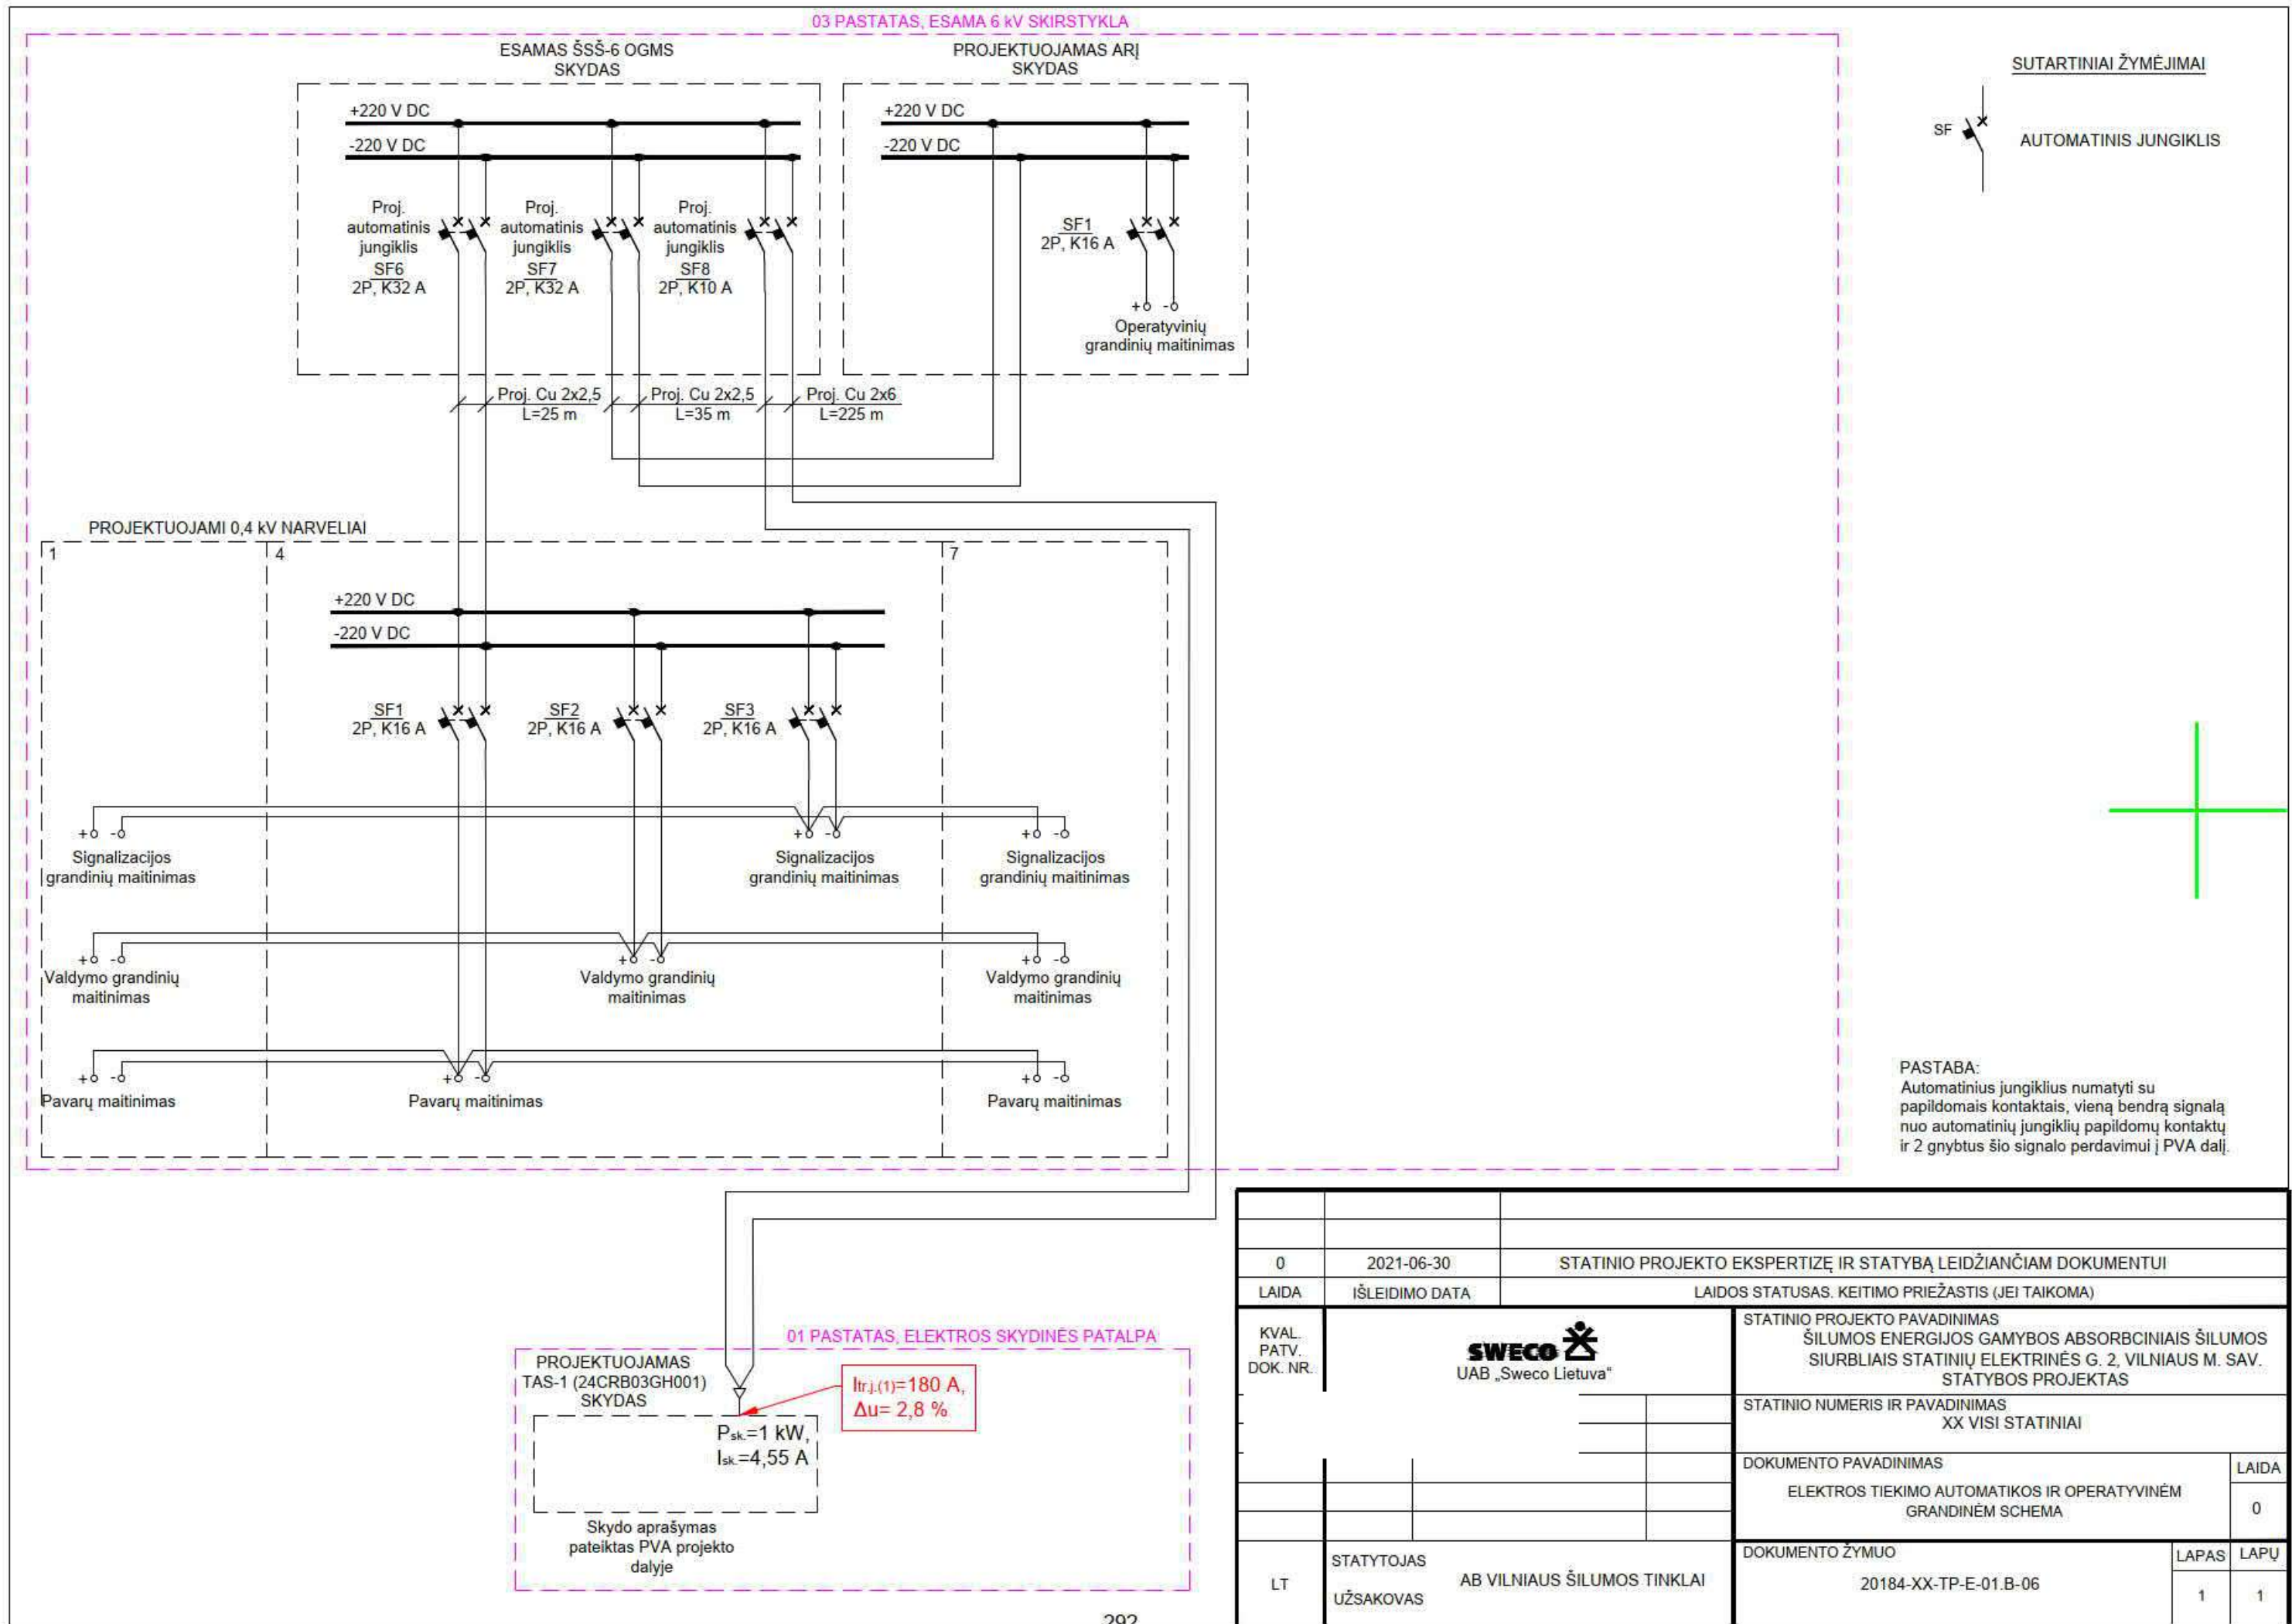 03 PASTATAS, ESAMA 6 kV SKIRSTYKLA
ESAMAS ŠSŠ-6 OGMS
SKYDAS
PROJEKTUOJAMAS ARĮ
SKYDAS
SUTARTINIAI ŽYMĖJIMAI
SF
AUTOMATINIS JUNGIKLIS
+220 V DC
-220 V DC
+220 V DC
-220 V DC
Proj.
automatinis
jungiklis
SF6
2P, K32 A
Proj.
automatinis
jungiklis
SF7
2P, K32 A
Proj.
automatinis
jungiklis
SF8
2P, K10 A
SF1
2P, K16 A
+ -
Operatyvinių
grandinių maitinimas
Proj. Cu 2x2,5
L=25 m
Proj. Cu 2x2,5
L=35 m
Proj. Cu 2x6
L=225 m
PROJEKTUOJAMI 0,4 kV NARVELIAI
1
4
7
+220 V DC
-220 V DC
SF1
2P, K16 A
SF2
2P, K16 A
SF3
2P, K16 A
+ -
Signalizacijos
grandinių maitinimas
+ -
Signalizacijos
grandinių maitinimas
+ -
Signalizacijos
grandinių maitinimas
+ -
Valdymo grandinių
maitinimas
+ -
Valdymo grandinių
maitinimas
+ -
Valdymo grandinių
maitinimas
+ -
Pavarų maitinimas
+ -
Pavarų maitinimas
+ -
Pavarų maitinimas
PASTABA:
Automatinius jungiklius numatyti su
papildomais kontaktais, vieną bendrą signalą
nuo automatinių jungiklių papildomų kontaktų
ir 2 gnybtus šio signalo perdavimui į PVA dalį.
01 PASTATAS, ELEKTROS SKYDINĖS PATALPA
PROJEKTUOJAMAS
TAS-1 (24CRB03GH001)
SKYDAS
Itr.j.(1)=180 A,
Δu= 2,8 %
Psk.=1 kW,
Isk.=4,55 A
Skydo aprašymas
pateiktas PVA projekto
dalyje
0
2021-06-30
STATINIO PROJEKTO EKSPERTIZĘ IR STATYBĄ LEIDŽIANČIAM DOKUMENTUI
LAIDA
IŠLEIDIMO DATA
LAIDOS STATUSAS. KEITIMO PRIEŽASTIS (JEI TAIKOMA)
KVAL.
PATV.
DOK. NR.
SWECO
UAB „Sweco Lietuva“
STATINIO PROJEKTO PAVADINIMAS
ŠILUMOS ENERGIJOS GAMYBOS ABSORBCINIAIS ŠILUMOS
SIURBLIAIS STATINIŲ ELEKTRINĖS G. 2, VILNIAUS M. SAV.
STATYBOS PROJEKTAS
STATINIO NUMERIS IR PAVADINIMAS
XX VISI STATINIAI
DOKUMENTO PAVADINIMAS
ELEKTROS TIEKIMO AUTOMATIKOS IR OPERATYVINĖM
GRANDINĖM SCHEMA
LAIDA
0
LT
STATYTOJAS
UŽSAKOVAS
AB VILNIAUS ŠILUMOS TINKLAI
DOKUMENTO ŽYMUO
20184-XX-TP-E-01.B-06
LAPAS
LAPŲ
1
1
292